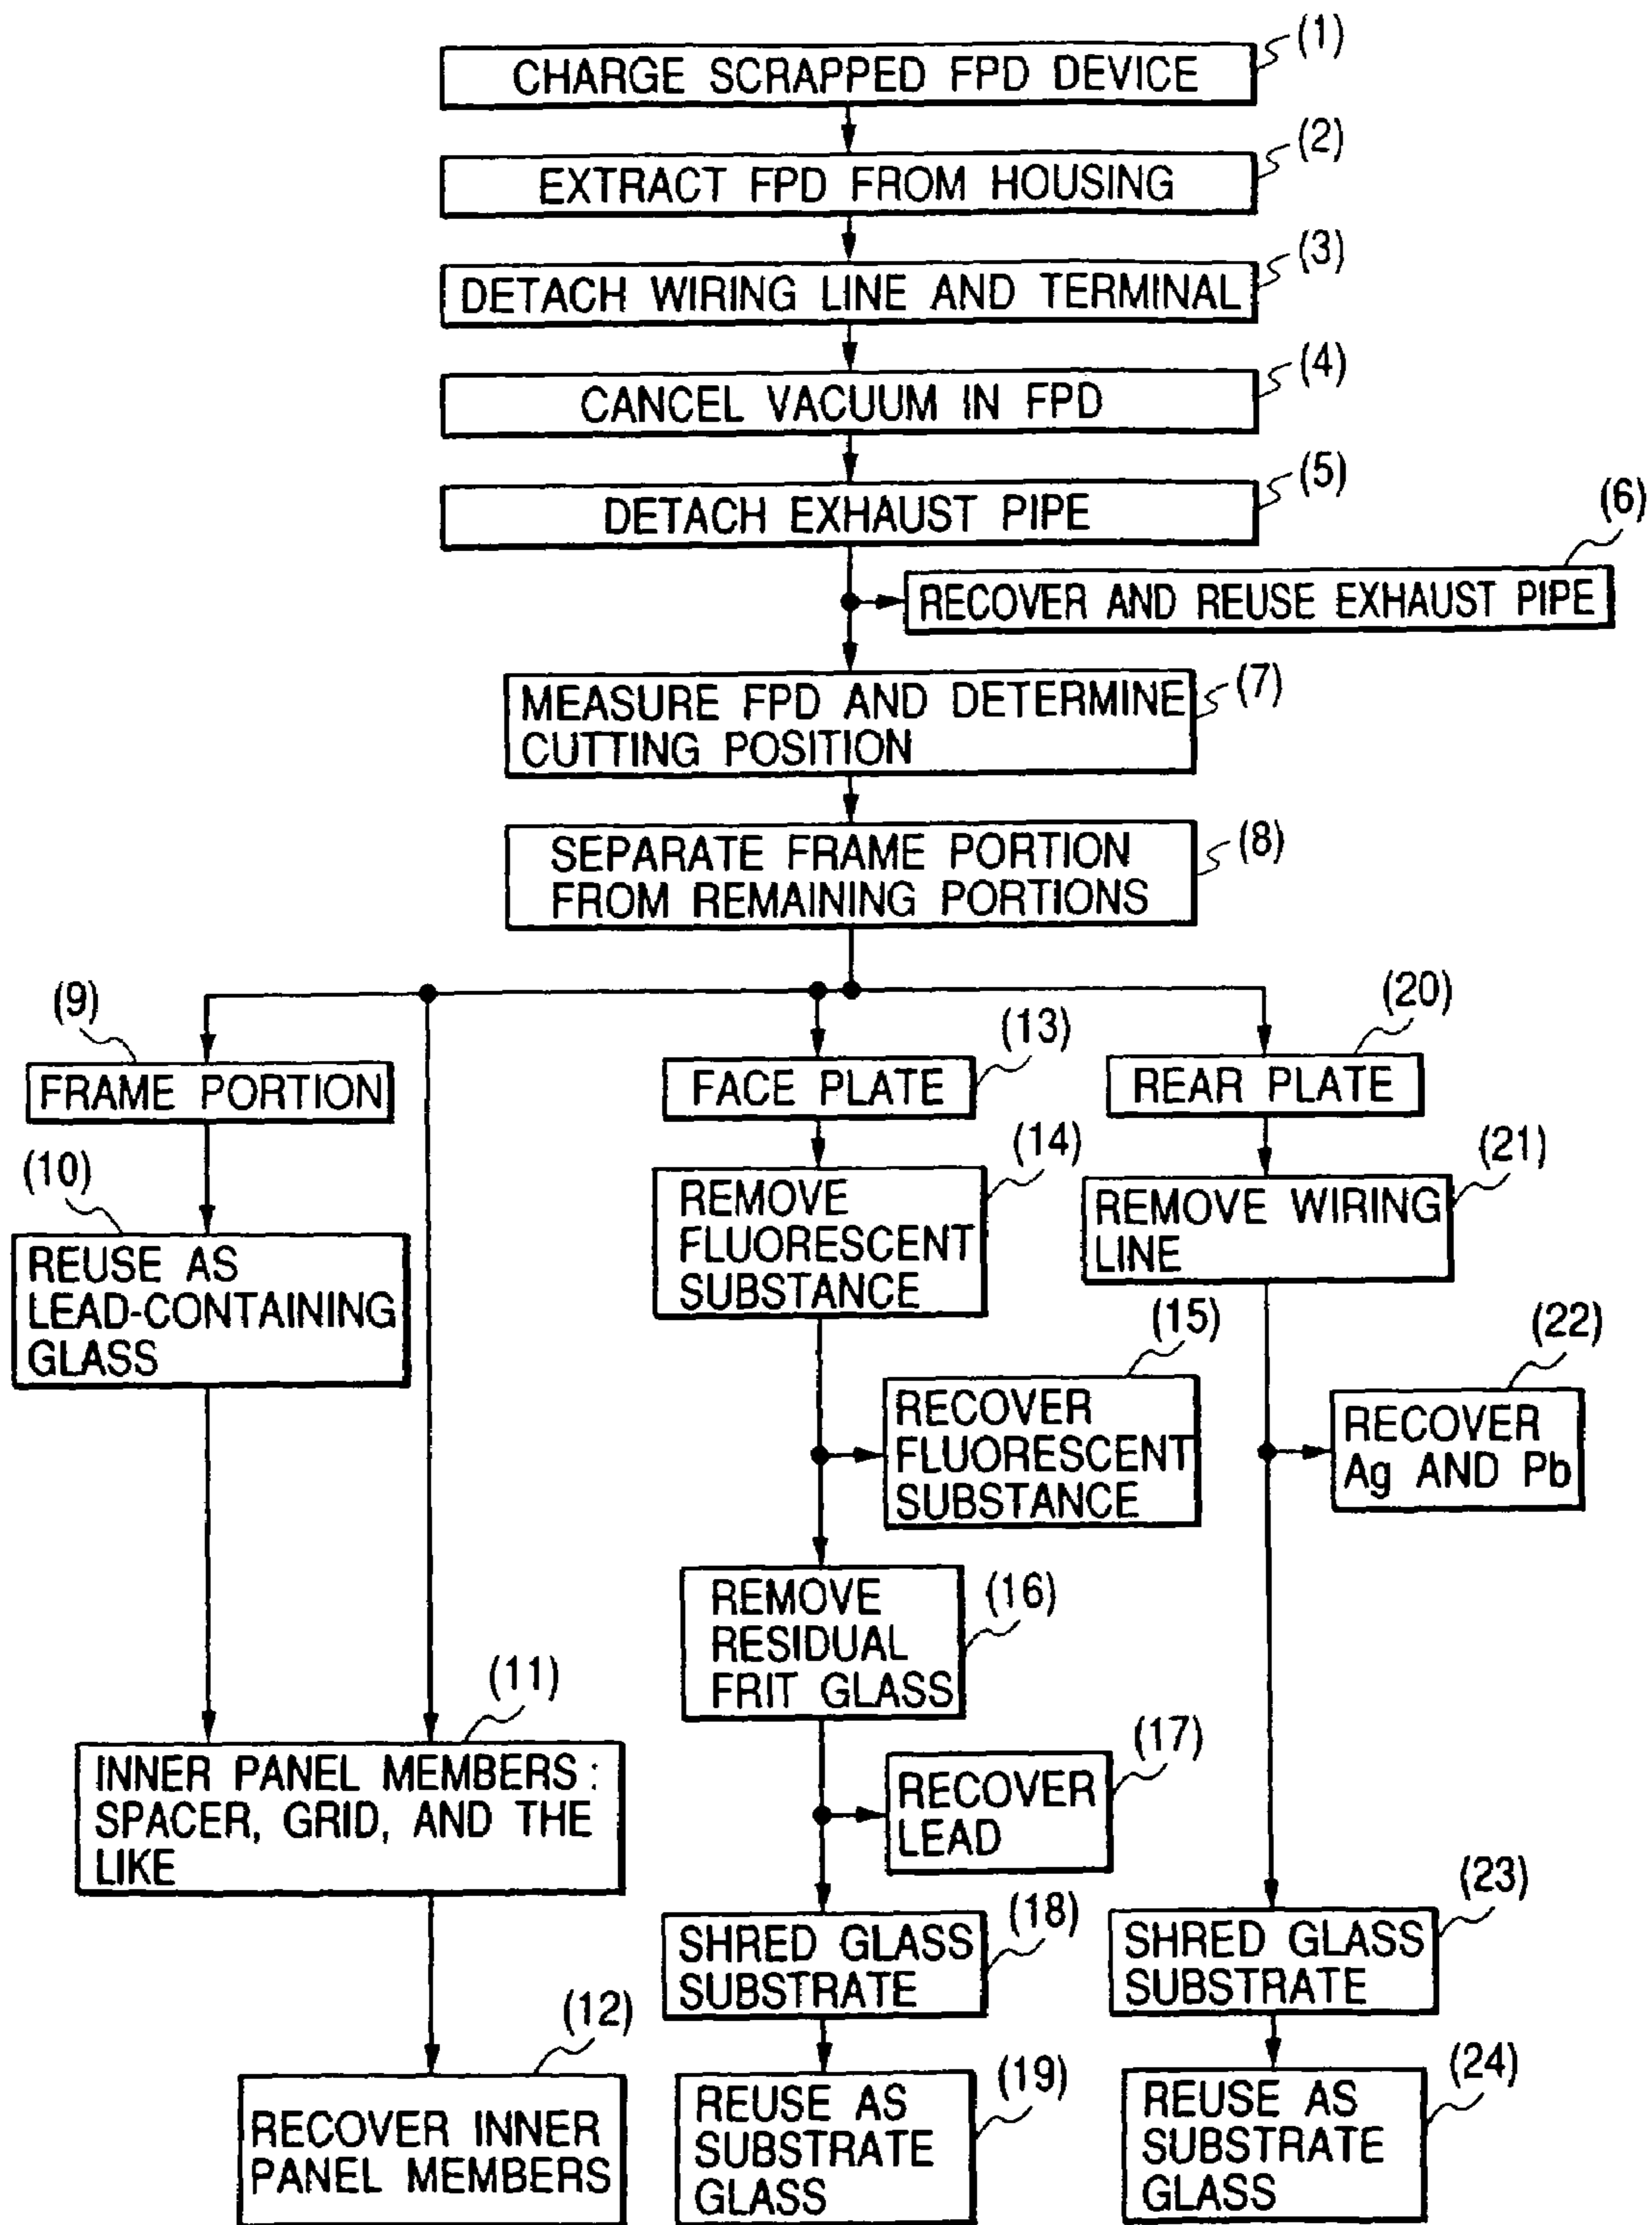 (1)
CHARGE SCRAPPED FPD DEVICE
(2)
EXTRACT FPD FROM HOUSING
(3)
DETACH WIRING LINE AND TERMINAL
(4)
CANCEL VACUUM IN FPD
(5)
DETACH EXHAUST PIPE
(6)
RECOVER AND REUSE EXHAUST PIPE
(7)
MEASURE FPD AND DETERMINE
CUTTING POSITION
(8)
SEPARATE FRAME PORTION
FROM REMAINING PORTIONS
(9)
FRAME PORTION
(10)
REUSE AS
LEAD-CONTAINING
GLASS
(11)
INNER PANEL MEMBERS :
SPACER, GRID, AND THE
LIKE
(12)
RECOVER INNER
PANEL MEMBERS
(13)
FACE PLATE
(14)
REMOVE
FLUORESCENT
SUBSTANCE
(15)
RECOVER
FLUORESCENT
SUBSTANCE
(16)
REMOVE
RESIDUAL
FRIT GLASS
(17)
RECOVER
LEAD
(18)
SHRED GLASS
SUBSTRATE
(19)
REUSE AS
SUBSTRATE
GLASS
(20)
REAR PLATE
(21)
REMOVE WIRING
LINE
(22)
RECOVER
Ag AND Pb
(23)
SHRED GLASS
SUBSTRATE
(24)
REUSE AS
SUBSTRATE
GLASS